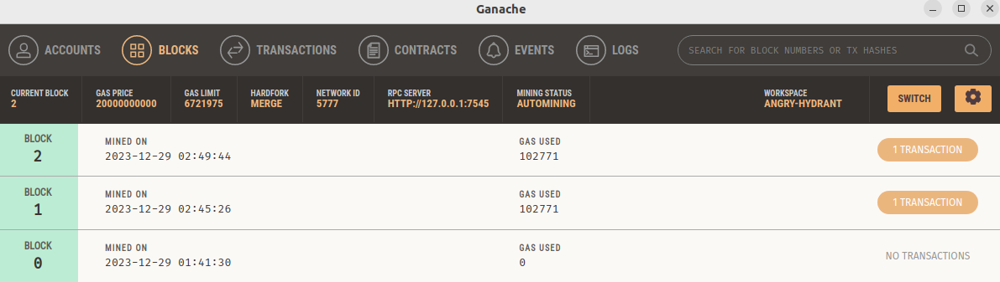 Ganache
ACCOUNTS BLOCKS TRANSACTIONS CONTRACTS EVENTS LOGS SEARCH FOR BLOCK NUMBERS OR TX HASHES
CURRENT BLOCK GAS PRICE GAS LIMIT HARDFORK NETWORK ID RPC SERVER MINING STATUS WORKSPACE
2 20000000000 6721975 MERGE 5777 HTTP://127.0.0.1:7545 AUTOMINING ANGRY-HYDRANT SWITCH
BLOCK MINED ON GAS USED
2 2023-12-29 02:49:44 102771 1 TRANSACTION
BLOCK MINED ON GAS USED
1 2023-12-29 02:45:26 102771 1 TRANSACTION
BLOCK MINED ON GAS USED
0 2023-12-29 01:41:30 0 NO TRANSACTIONS